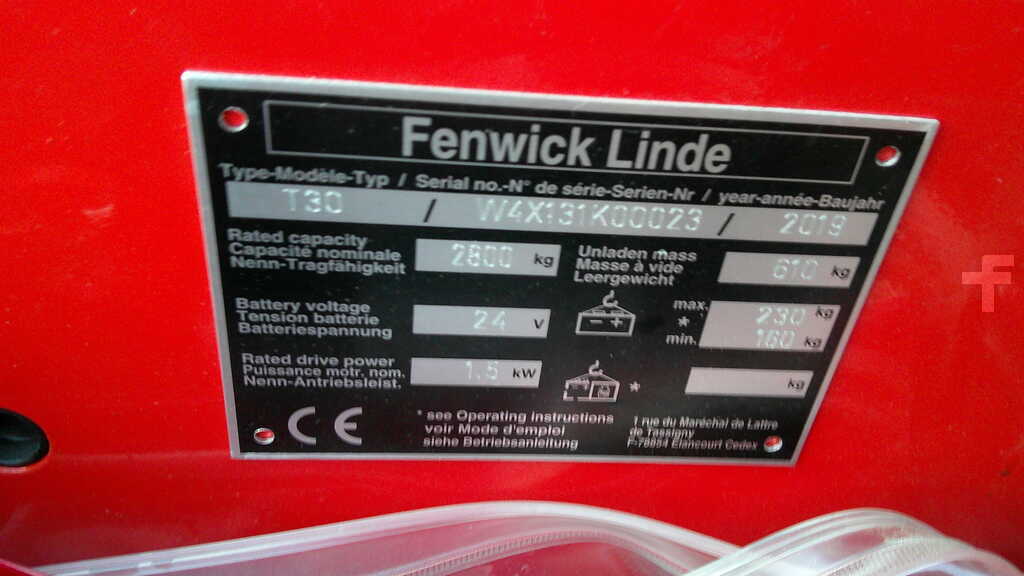 Fenwick Linde
Type-Modèle-Typ / Serial no.-N° de série-Serien-Nr / year-année-Baujahr
T30 / W4X131K00023 / 2019
Rated capacity
Capacité nominale
Nenn-Tragfähigkeit
kg
Unladen mass
Masse à vide
Leergewicht
610 kg
Battery voltage
Tension batterie
Batteriespannung
24 V
- +
max. 230 kg
*
min. 160 kg
Rated drive power
Puissance motr. nom.
Nenn-Antriebsleist.
1.5 kW
* kg
CE
* see Operating instructions
voir Mode d'emploi
siehe Betriebsanleitung
1 rue du Maréchal de Lattre
de Tassigny
Elancourt Cedex